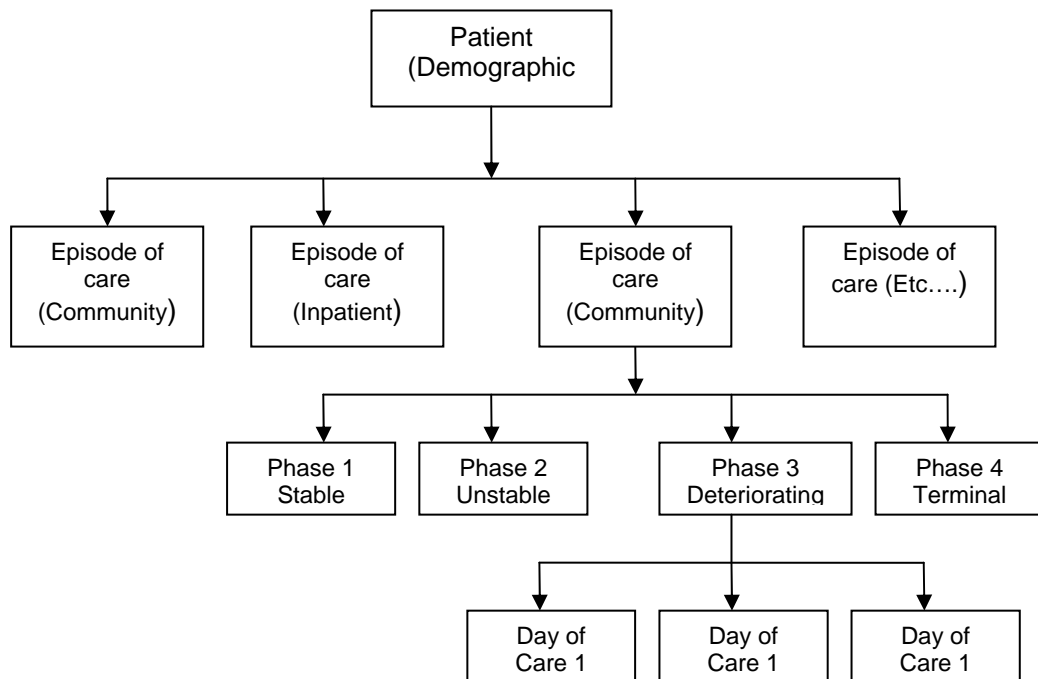 Patient
(Demographic
Episode of
care
(Community)
Episode of
care
(Inpatient)
Episode of
care
(Community)
Episode of
care (Etc….)
Phase 1
Stable
Phase 2
Unstable
Phase 3
Deteriorating
Phase 4
Terminal
Day of
Care 1
Day of
Care 1
Day of
Care 1